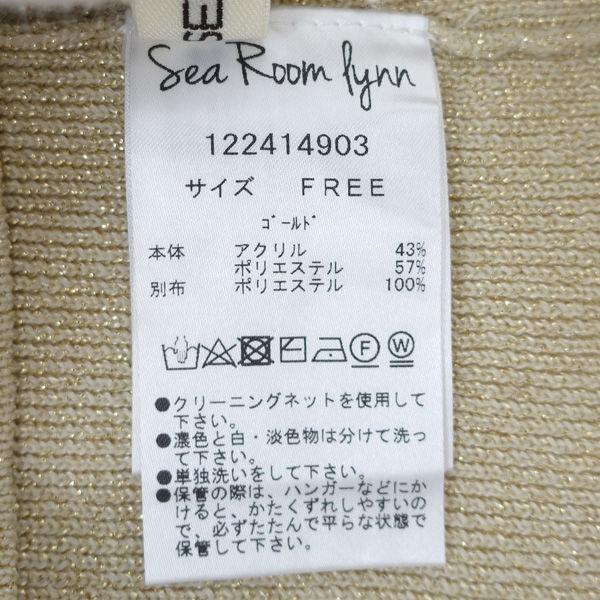 SE
Sea Room lynn
122414903
サイズ FREE
ｺﾞｰﾙﾄﾞ
本体 アクリル 43%
ポリエステル 57%
別布 ポリエステル 100%
F W
●クリーニングネットを使用して
下さい。
●濃色と白・淡色物は分けて洗っ
て下さい。
●単独洗いをして下さい。
●保管の際は、ハンガーなどにか
けると、かたくずれしやすいの
で、必ずたたんで平らな状態で
保管して下さい。